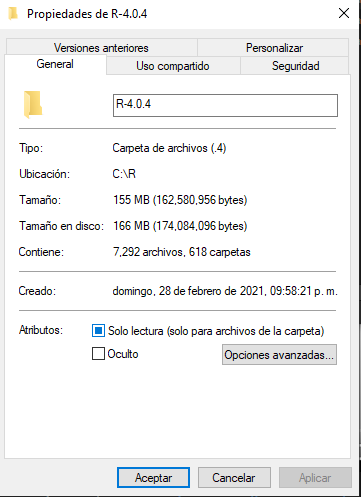 Propiedades de R-4.0.4
Versiones anteriores Personalizar
General Uso compartido Seguridad
R-4.0.4
Tipo: Carpeta de archivos (.4)
Ubicación: C:\R
Tamaño: 155 MB (162,580,956 bytes)
Tamaño en disco: 166 MB (174,084,096 bytes)
Contiene: 7,292 archivos, 618 carpetas
Creado: domingo, 28 de febrero de 2021, 09:58:21 p. m.
Atributos: Solo lectura (solo para archivos de la carpeta)
Oculto Opciones avanzadas...
Aceptar Cancelar Aplicar